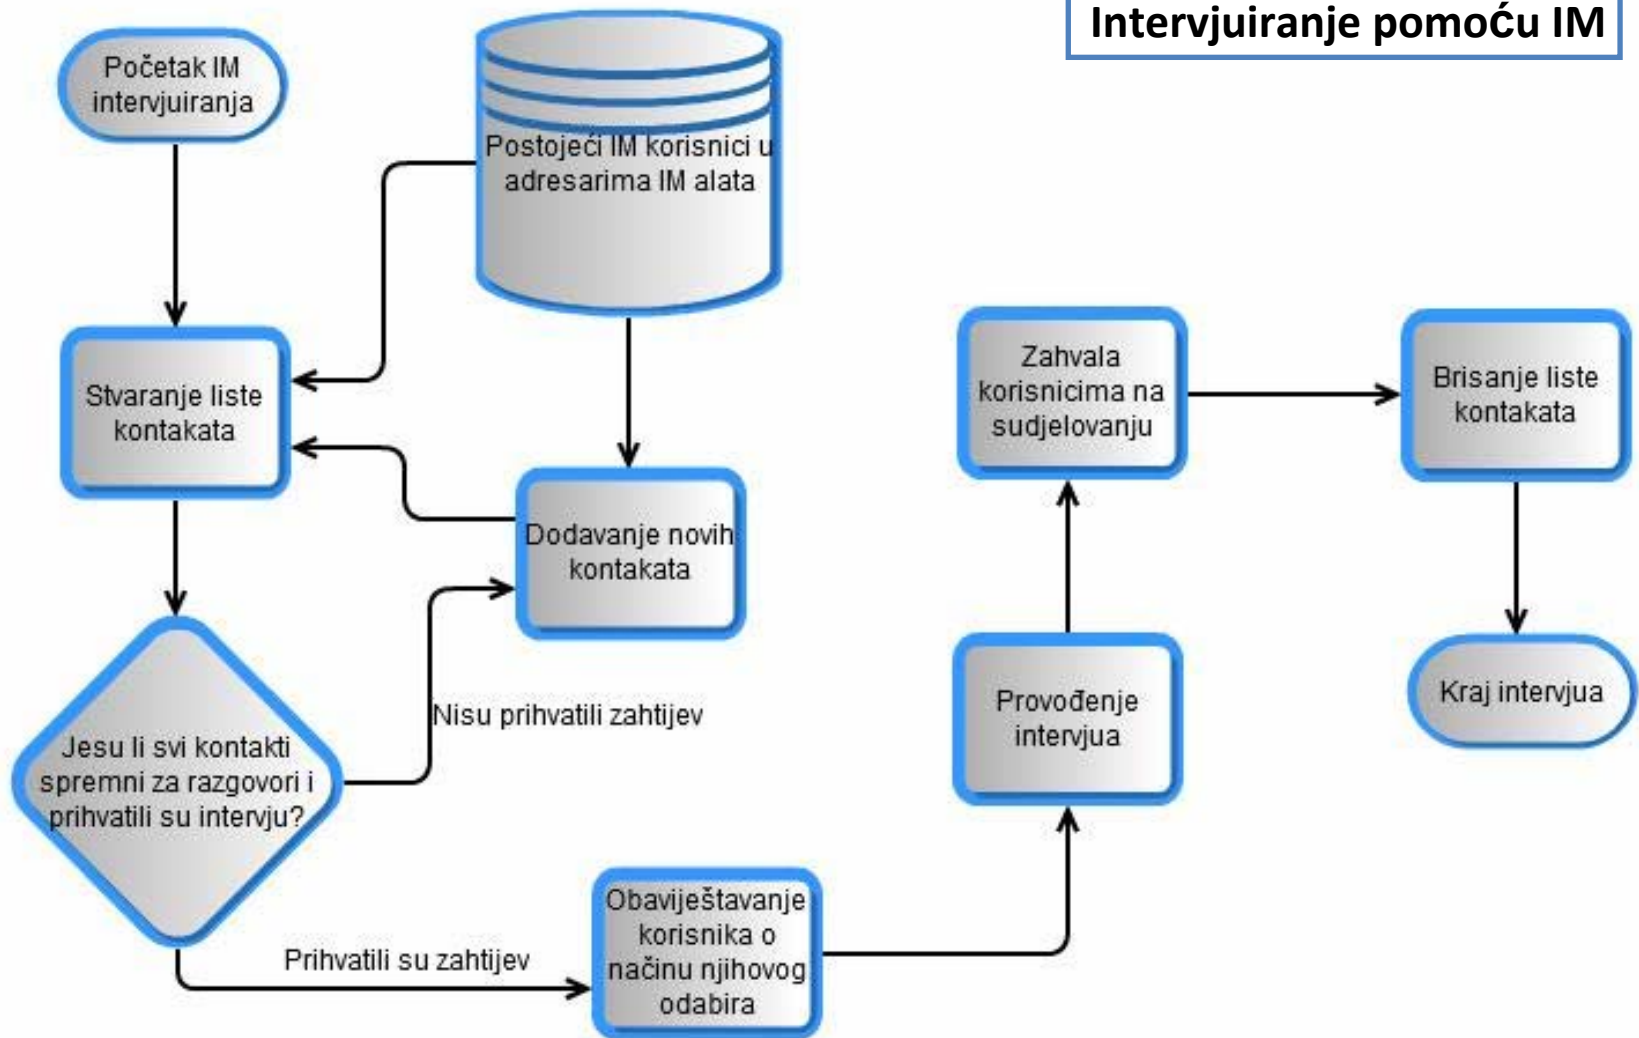 Intervjuiranje pomoću IM
Početak IM
intervjuiranja
Postojeći IM korisnici u
adresarima IM alata
Stvaranje liste
kontakata
Dodavanje novih
kontakata
Nisu prihvatili zahtijev
Jesu li svi kontakti
spremni za razgovori i
prihvatili su intervju?
Prihvatili su zahtijev
Obaviještavanje
korisnika o
načinu njihovog
odabira
Provođenje
intervjua
Zahvala
korisnicima na
sudjelovanju
Brisanje liste
kontakata
Kraj intervjua